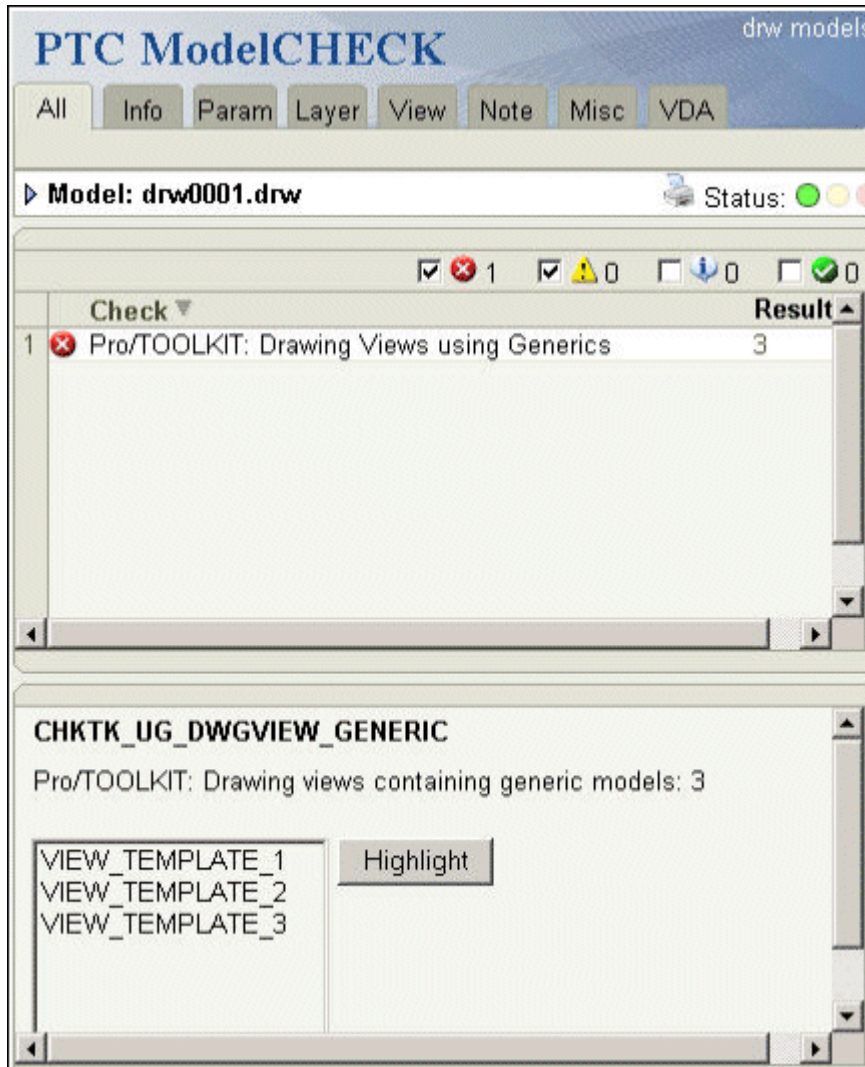 drw models
PTC ModelCHECK
All Info Param Layer View Note Misc VDA
Model: drw0001.drw Status:
1 0 0 0
Check Result
1 Pro/TOOLKIT: Drawing Views using Generics 3
CHKTK_UG_DWGVIEW_GENERIC
Pro/TOOLKIT: Drawing views containing generic models: 3
VIEW_TEMPLATE_1 Highlight
VIEW_TEMPLATE_2
VIEW_TEMPLATE_3